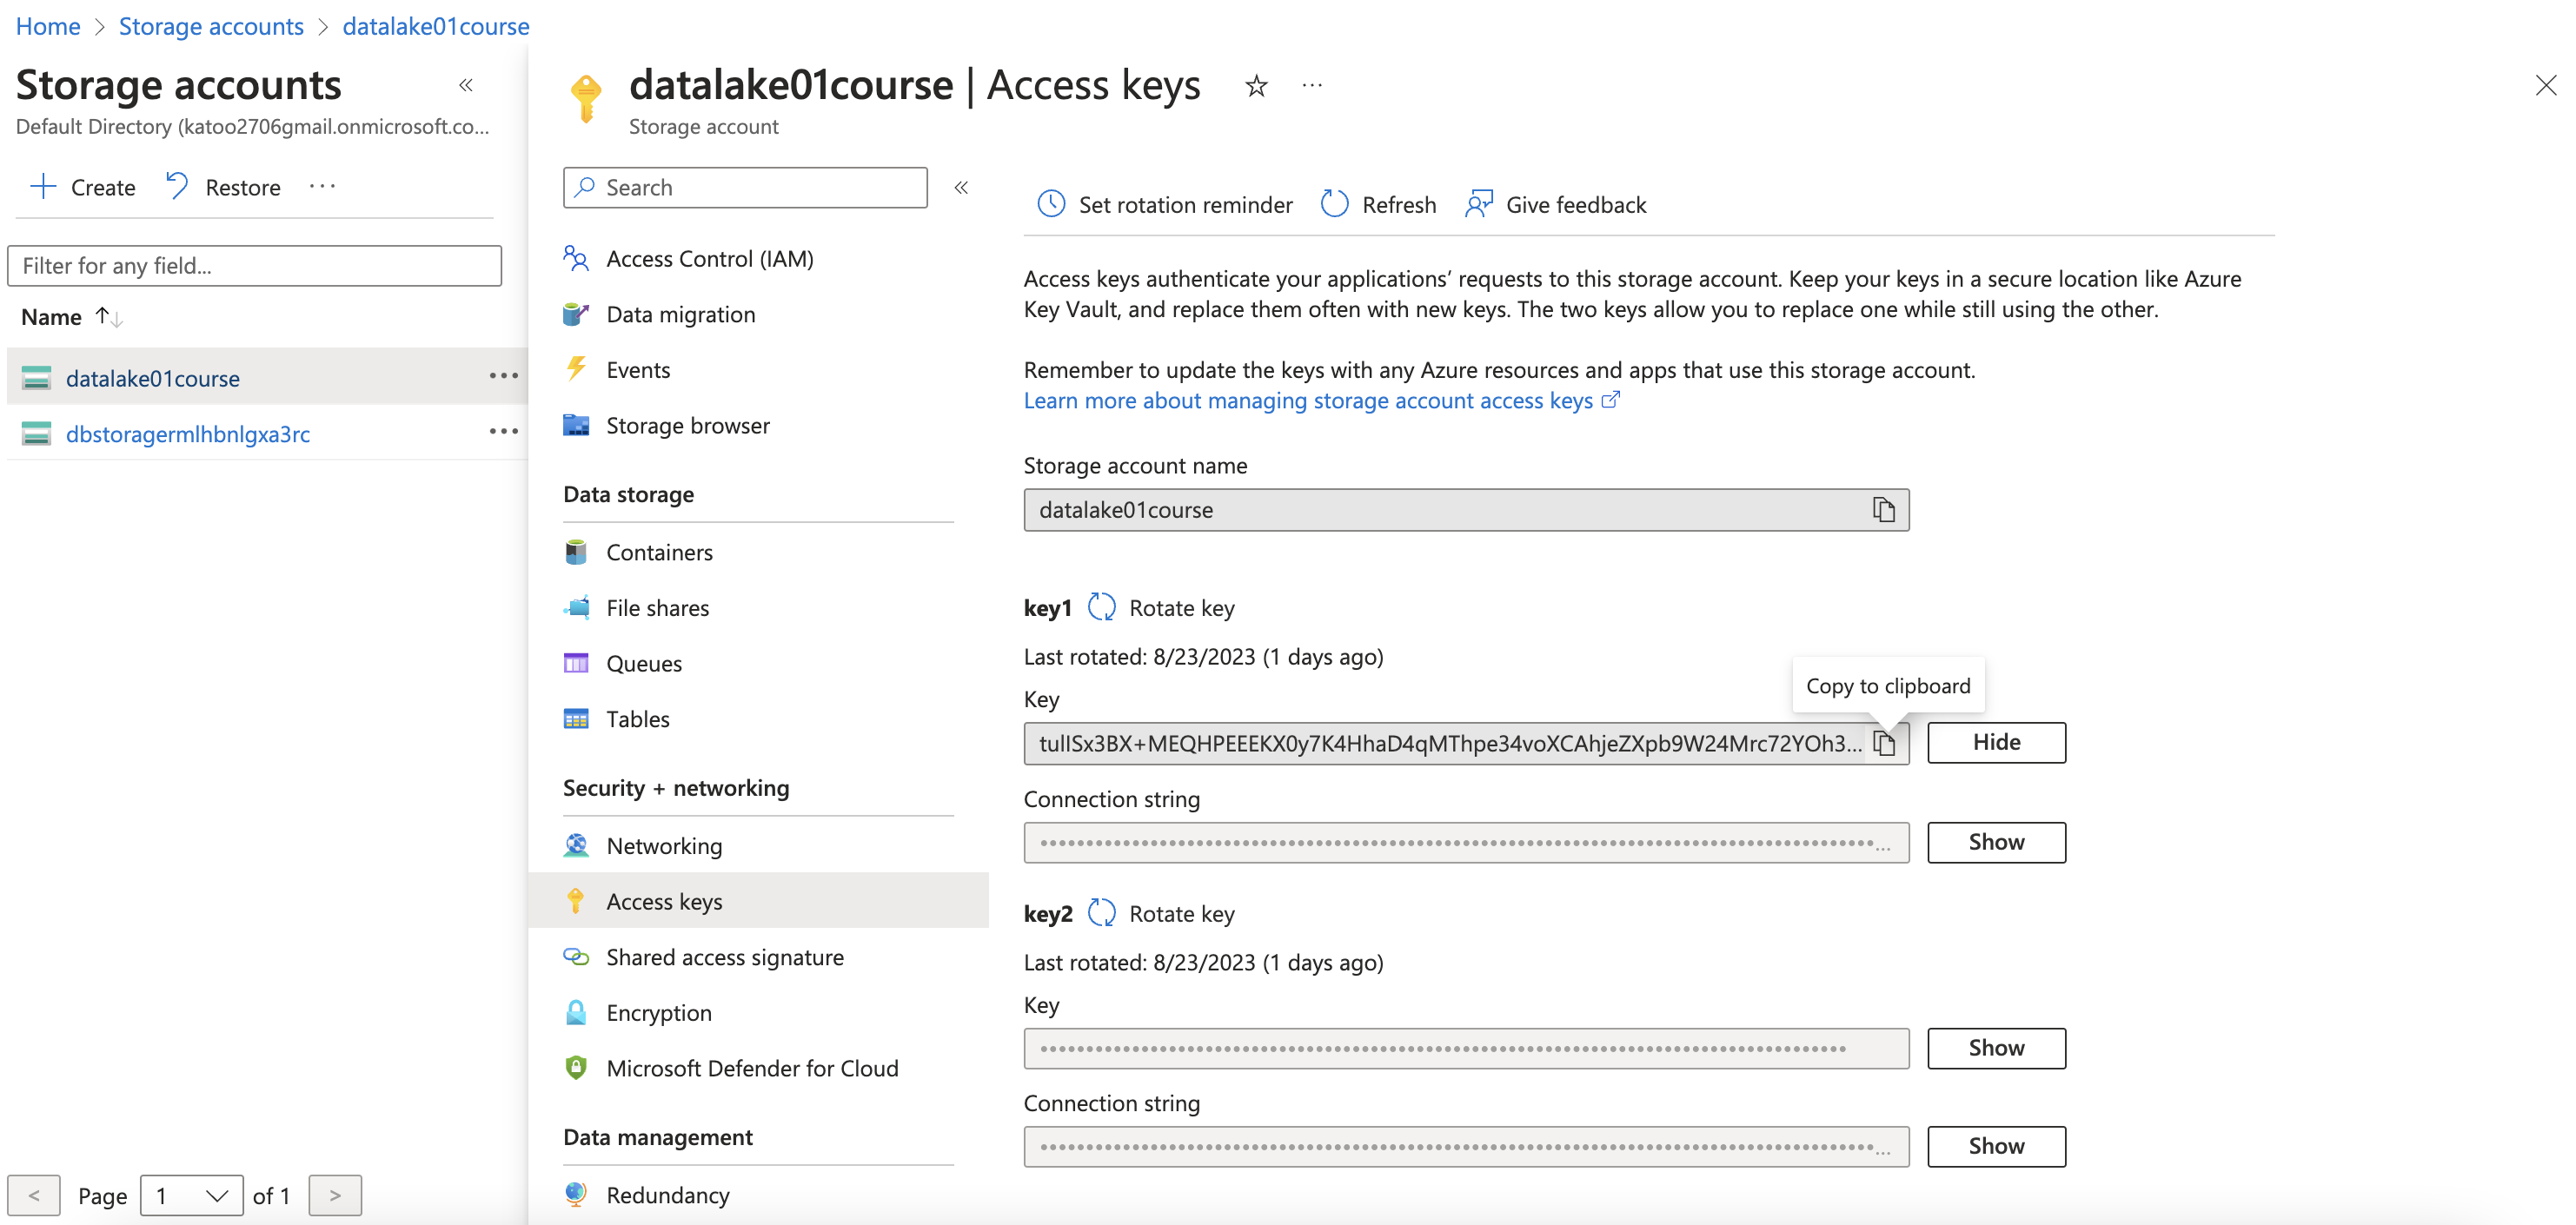 Home > Storage accounts > datalake01course
Storage accounts
Default Directory (katoo2706gmail.onmicrosoft.co...
Create
Restore
Filter for any field...
Name
datalake01course
dbstoragermlhbnlgxa3rc
< Page 1 of 1 >
datalake01course | Access keys
Storage account
Search
Access Control (IAM)
Data migration
Events
Storage browser
Data storage
Containers
File shares
Queues
Tables
Security + networking
Networking
Access keys
Shared access signature
Encryption
Microsoft Defender for Cloud
Data management
Redundancy
Set rotation reminder
Refresh
Give feedback
Access keys authenticate your applications’ requests to this storage account. Keep your keys in a secure location like Azure
Key Vault, and replace them often with new keys. The two keys allow you to replace one while still using the other.
Remember to update the keys with any Azure resources and apps that use this storage account.
Learn more about managing storage account access keys
Storage account name
datalake01course
key1 Rotate key
Last rotated: 8/23/2023 (1 days ago)
Copy to clipboard
Key
Hide
Connection string
Show
key2 Rotate key
Last rotated: 8/23/2023 (1 days ago)
Key
Show
Connection string
Show